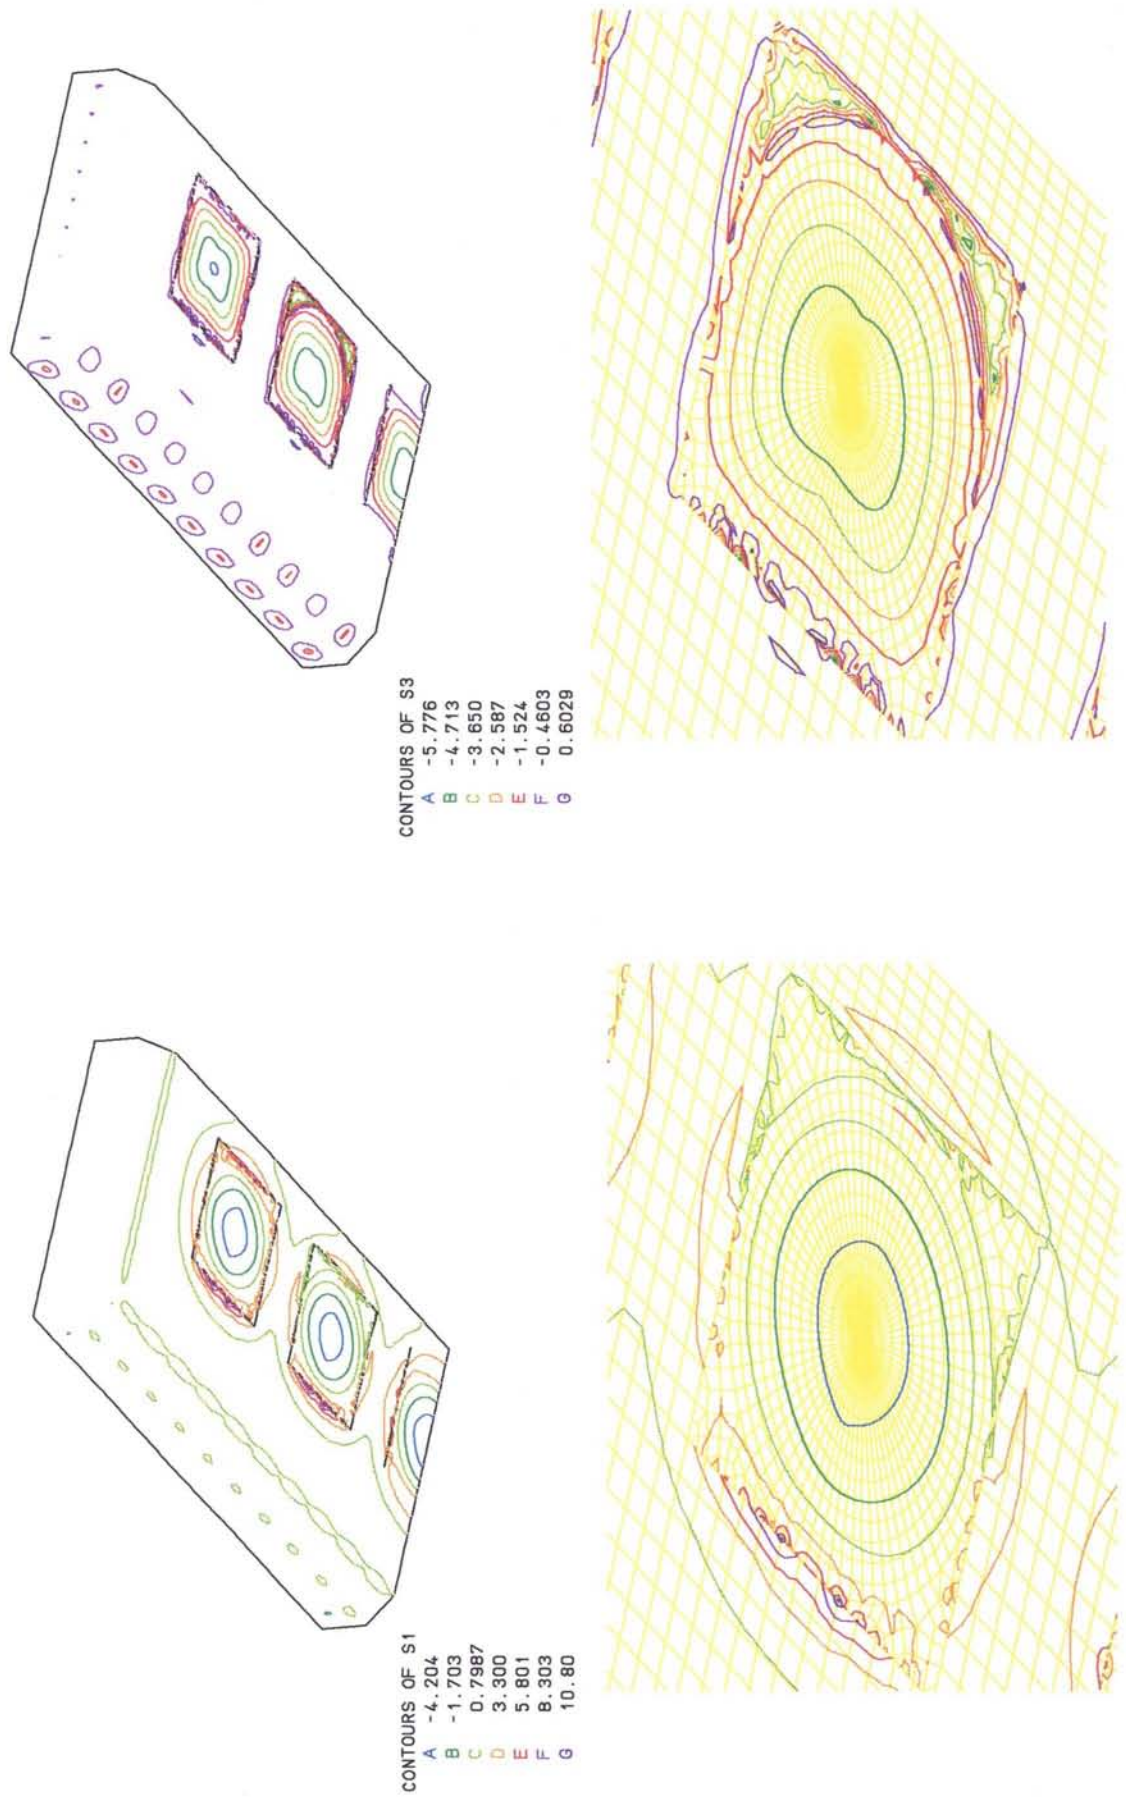 CONTOURS OF S3
A -5.776
B -4.713
C -3.650
D -2.587
E -1.524
F -0.4603
G 0.6029
CONTOURS OF S1
A -4.204
B -1.703
C 0.7987
D 3.300
E 5.801
F 8.303
G 10.80